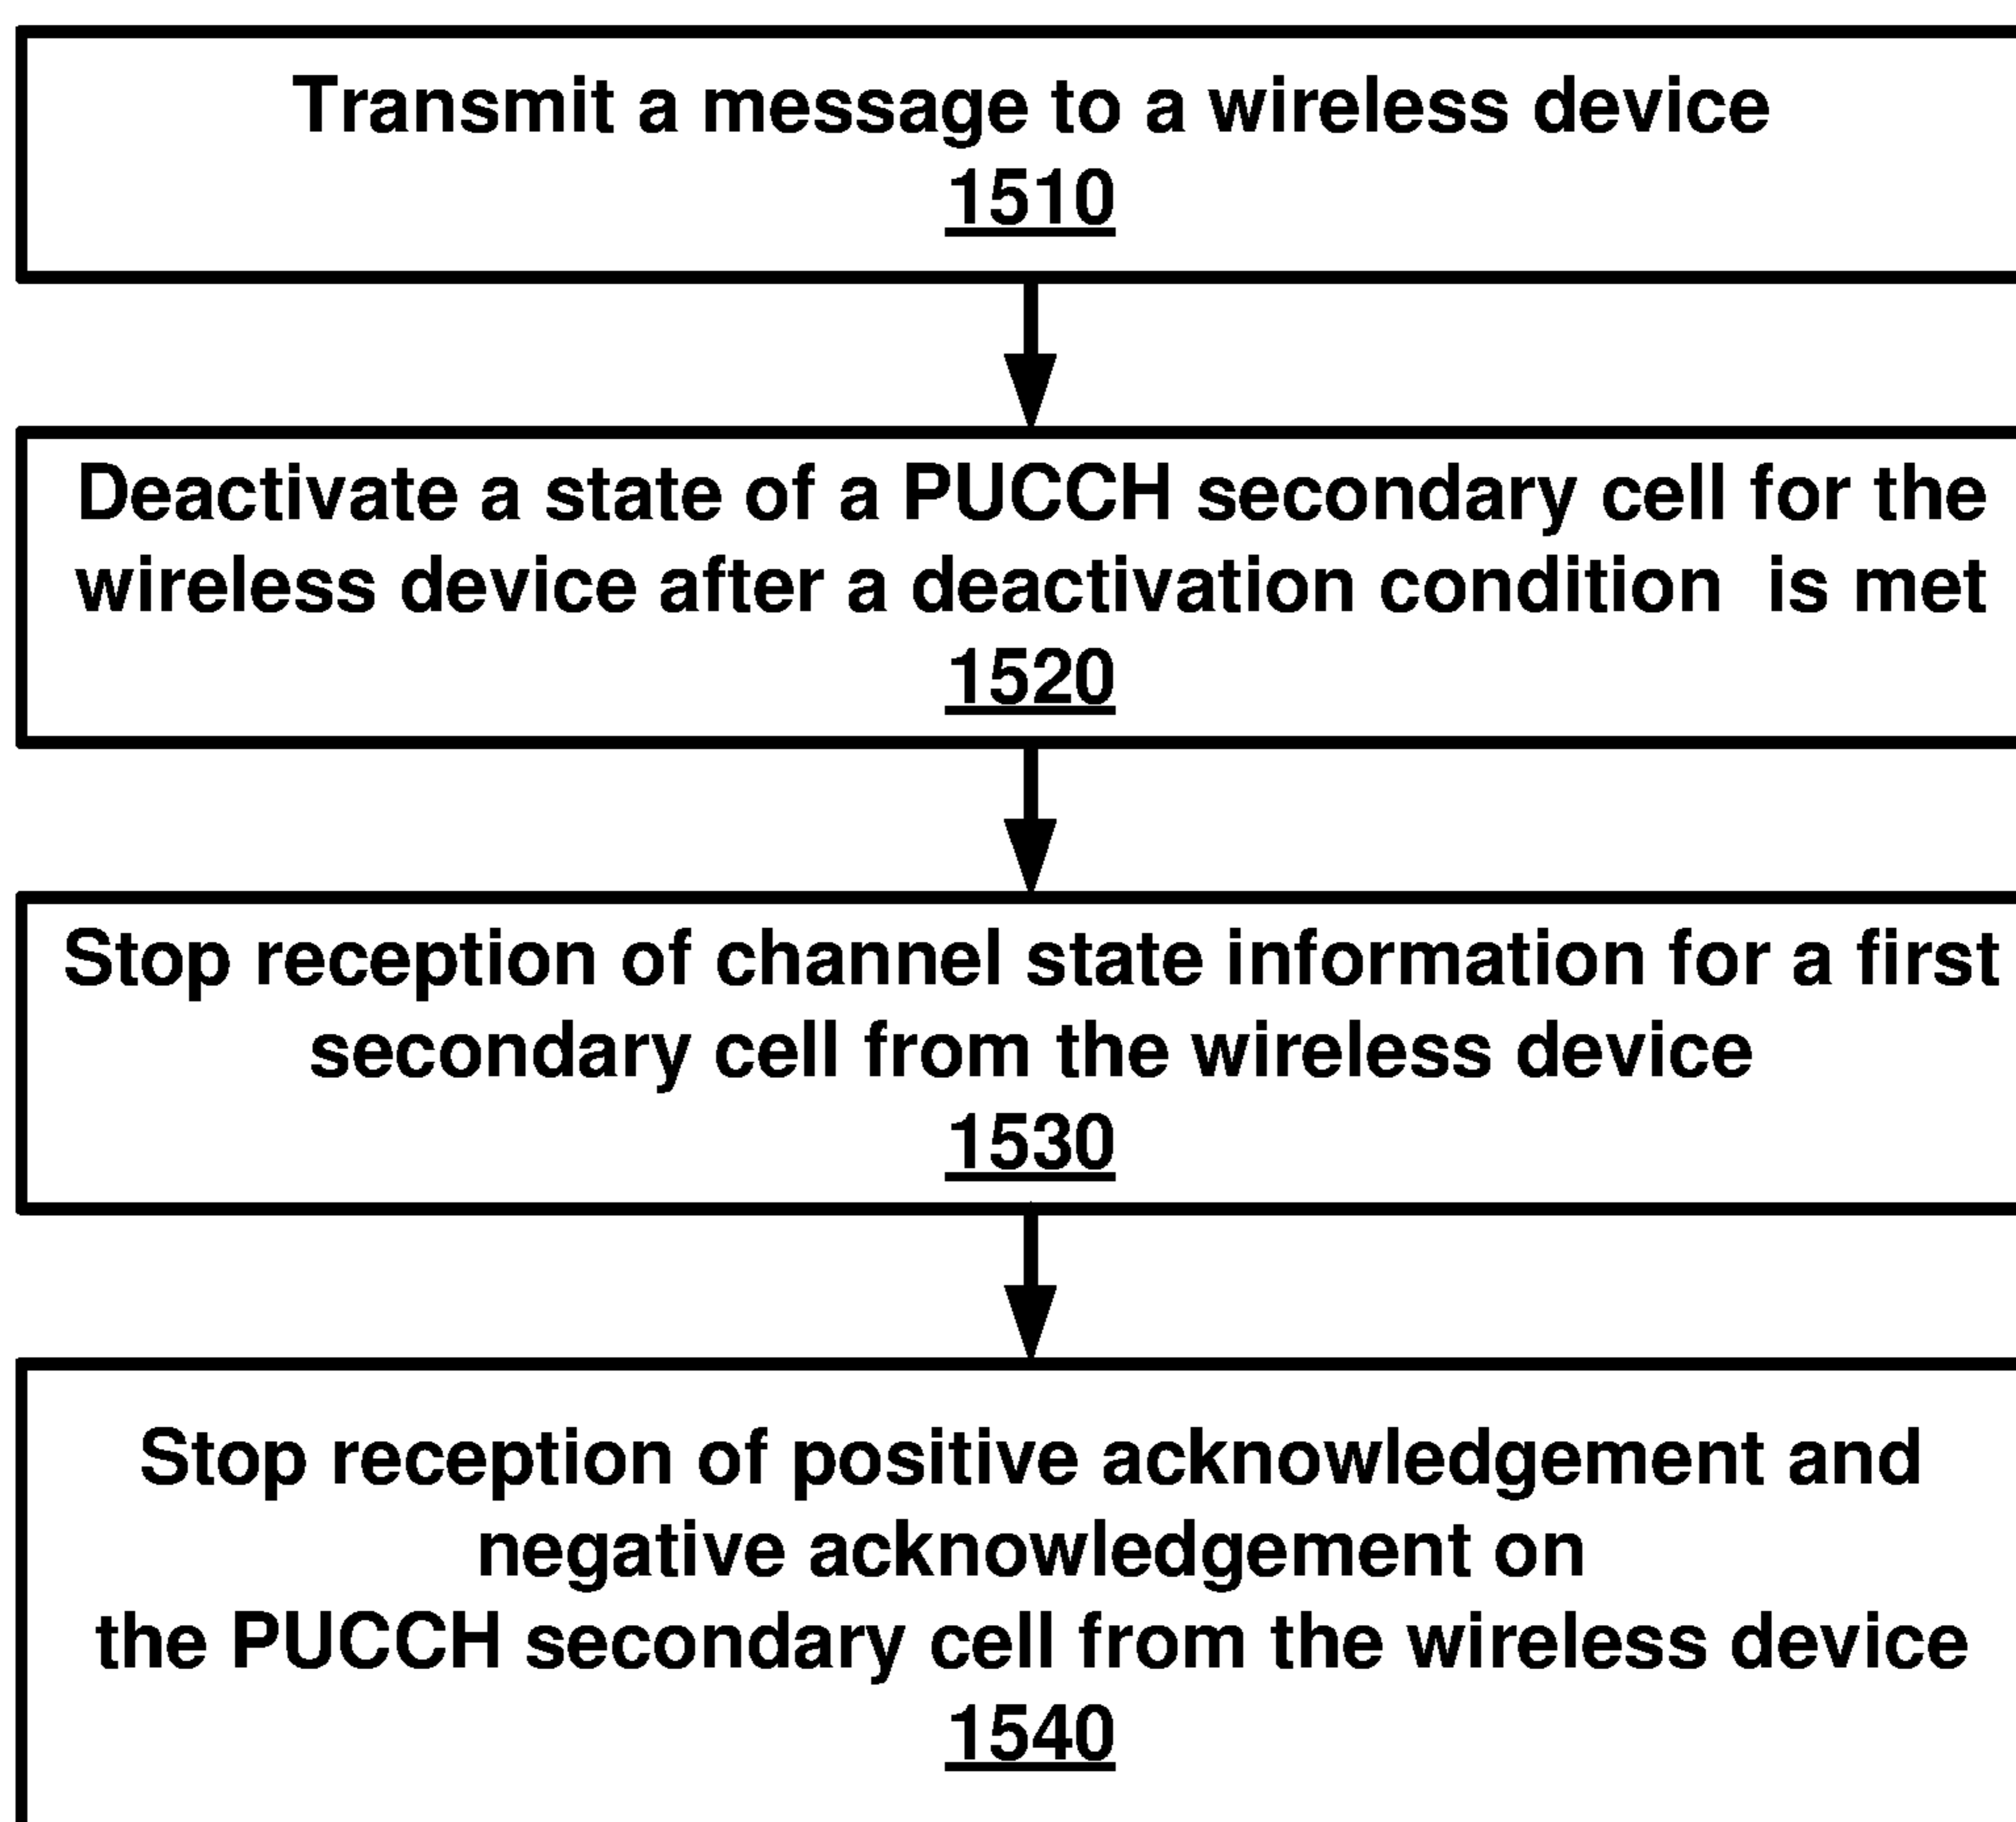 Transmit a message to a wireless device
1510
Deactivate a state of a PUCCH secondary cell for the
wireless device after a deactivation condition  is met
1520
Stop reception of channel state information for a first
secondary cell from the wireless device
1530
Stop reception of positive acknowledgement and
negative acknowledgement on
the PUCCH secondary cell from the wireless device
1540